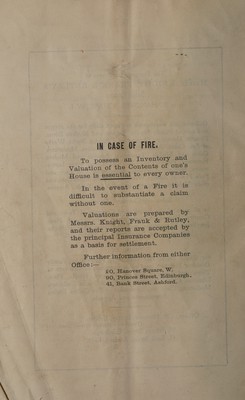 IN CASE OF FIRE.
To possess an Inventory and
Valuation of the Contents of one's
House is essential to every owner.
In the event of a Fire it is
difficult to substantiate a claim
without one.
Valuations are prepared by
Messrs. Knight, Frank & Rutley,
and their reports are accepted by
the principal Insurance Companies
as a basis for settlement.
Further information from either
Office :—
20, Hanover Square, W.
90, Princes Street, Edinburgh.
41, Bank Street, Ashford.